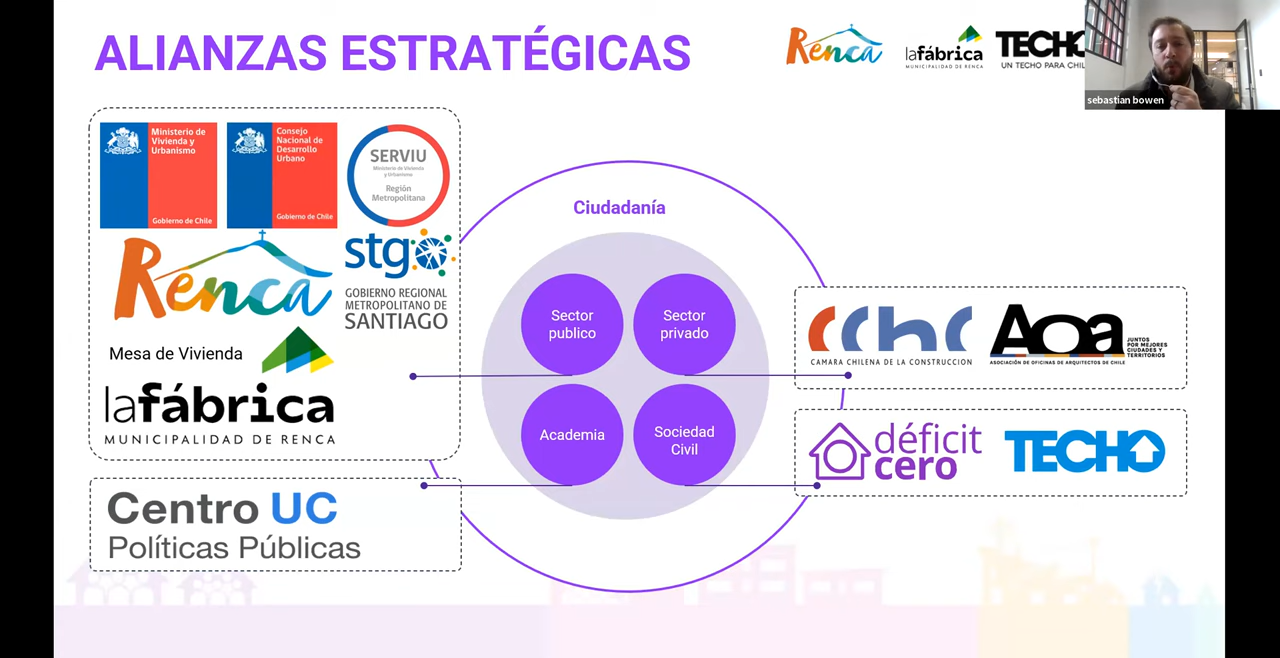 ALIANZAS ESTRATÉGICAS
Renca
lafábrica
MUNICIPALIDAD DE RENCA
TECHO
UN TECHO PARA CHIL
sebastian bowen
Ministerio de
Vivienda y
Urbanismo
Gobierno de Chile
Consejo
Nacional de
Desarrollo
Urbano
Gobierno de Chile
SERVIU
Ministerio de Vivienda
y Urbanismo
Región
Metropolitana
Renca
stgo
GOBIERNO REGIONAL
METROPOLITANO DE
SANTIAGO
Mesa de Vivienda
lafábrica
MUNICIPALIDAD DE RENCA
Centro UC
Políticas Públicas
Ciudadanía
Sector
publico
Sector
privado
Academia
Sociedad
Civil
CChC
CAMARA CHILENA DE LA CONSTRUCCION
AOA
JUNTOS
POR MEJORES
CIUDADES Y
TERRITORIOS
ASOCIACIÓN DE OFICINAS DE ARQUITECTOS DE CHILE
déficit
cero
TECHO